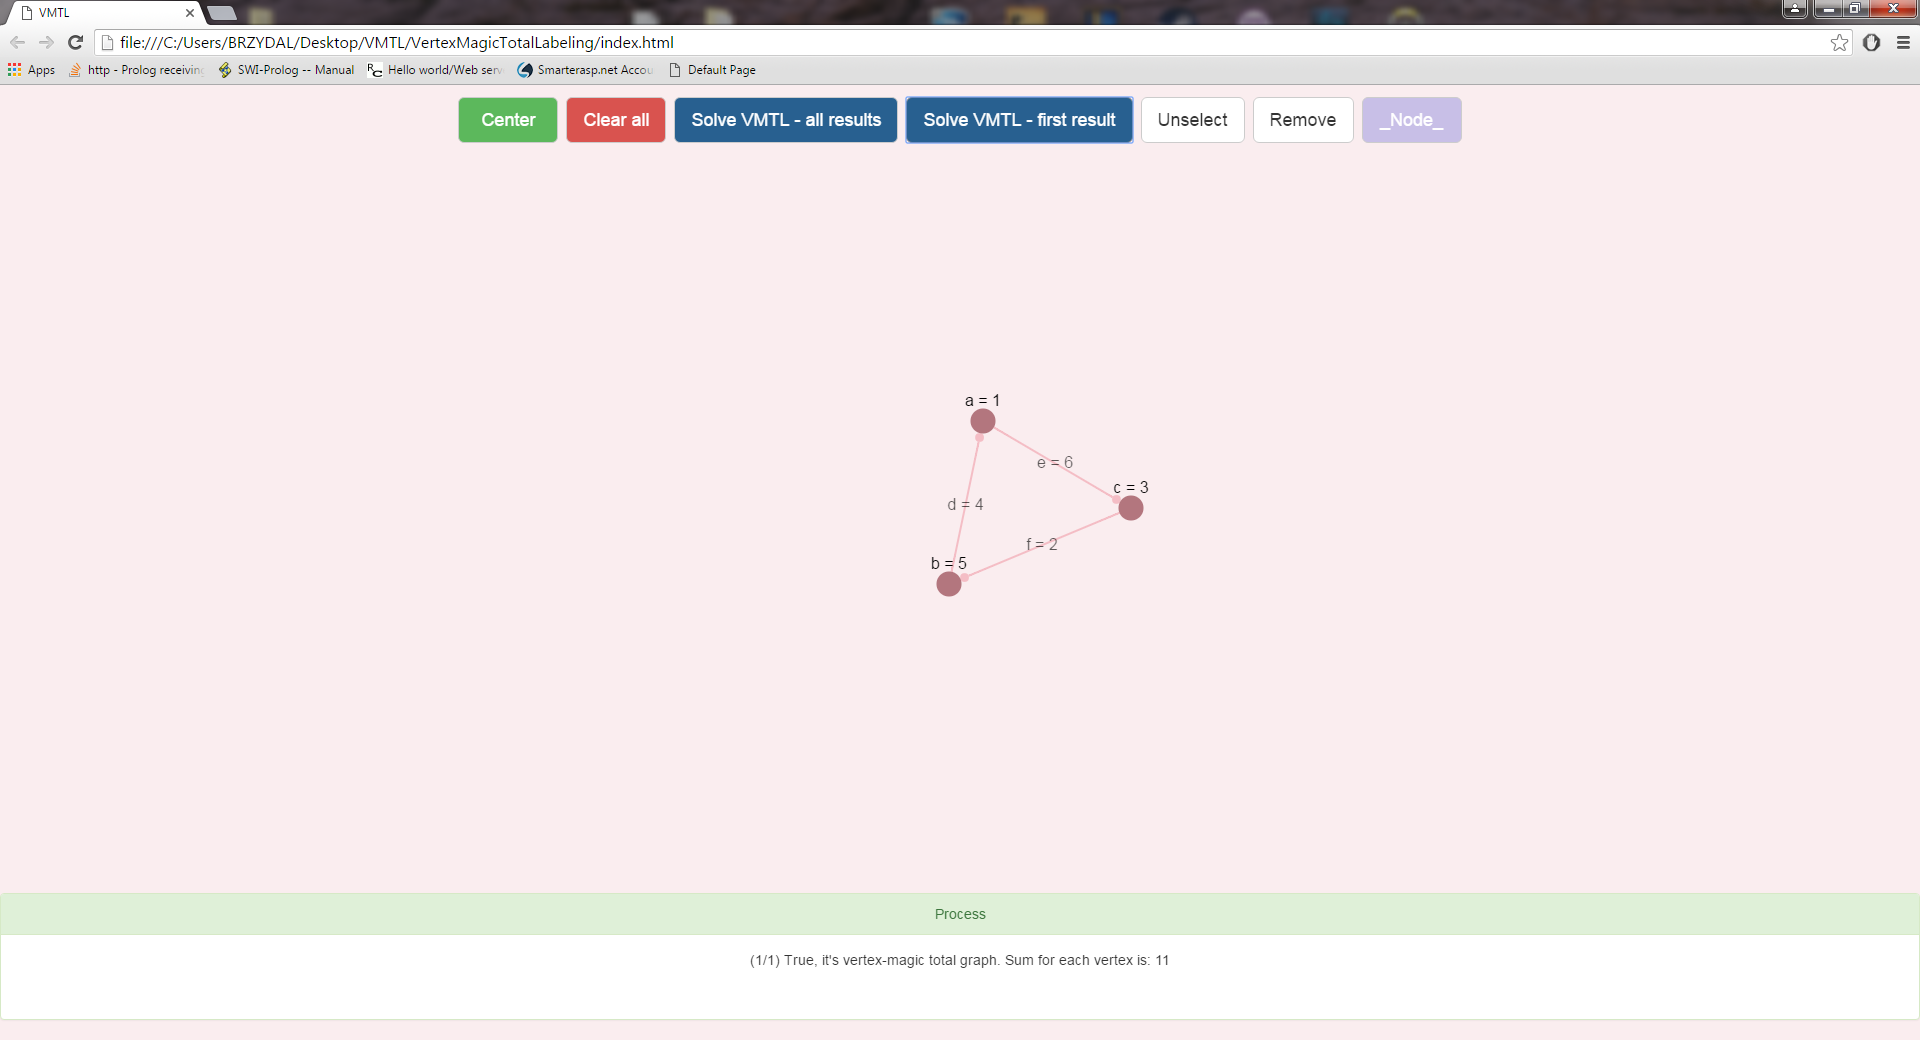 VMTL
file:///C:/Users/BRZYDAL/Desktop/VMTL/VertexMagicTotalLabeling/index.html
Apps http - Prolog receiving SWI-Prolog -- Manual Hello world/Web serv Smarterasp.net Accou Default Page
Center Clear all Solve VMTL - all results Solve VMTL - first result Unselect Remove _Node_
a = 1
e = 6
c = 3
d = 4
f = 2
b = 5
Process
(1/1) True, it's vertex-magic total graph. Sum for each vertex is: 11